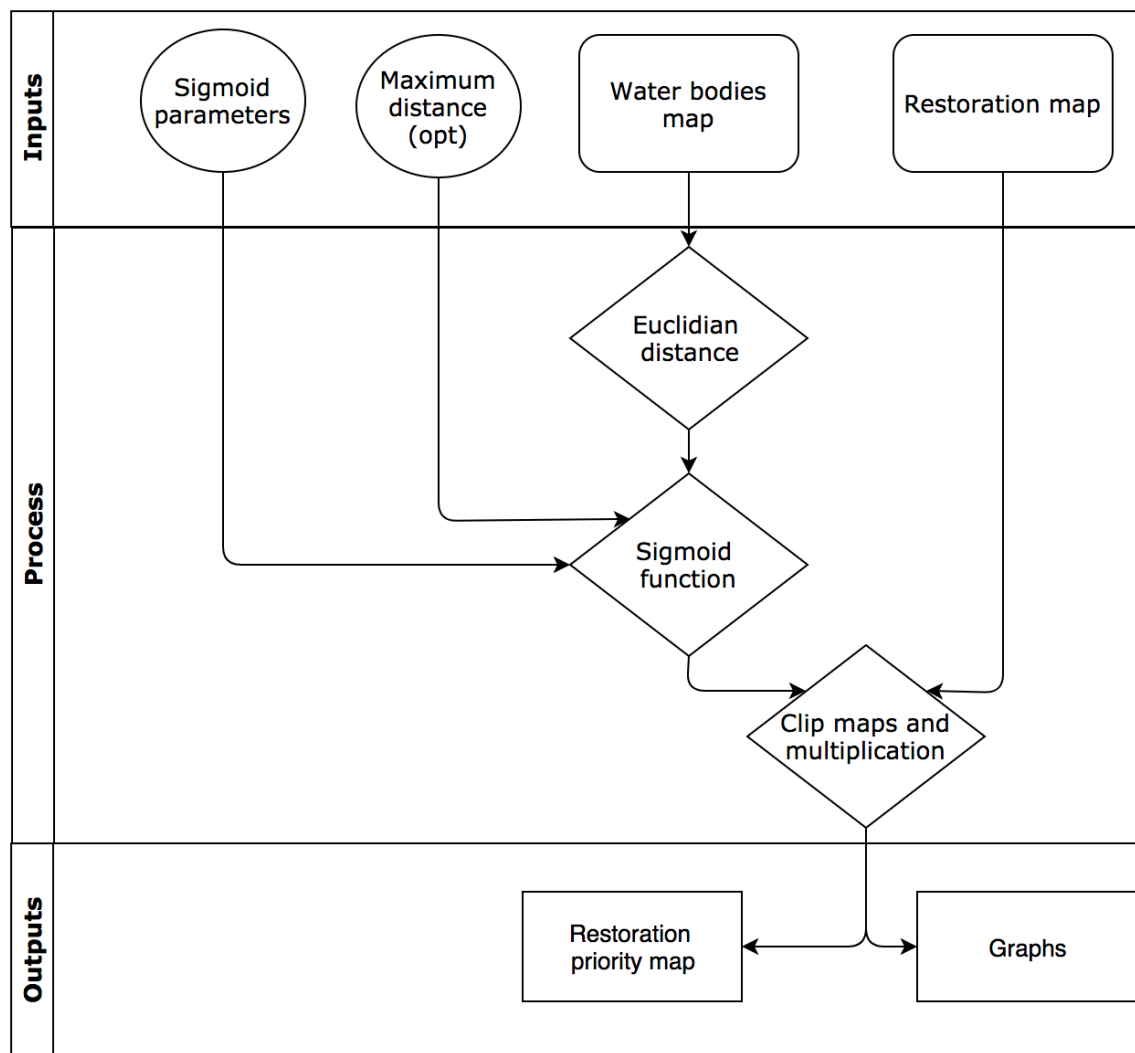 Inputs
Sigmoid
parameters
Maximum
distance
(opt)
Water bodies
map
Restoration map
Process
Euclidian
distance
Sigmoid
function
Clip maps and
multiplication
Outputs
Restoration
priority map
Graphs